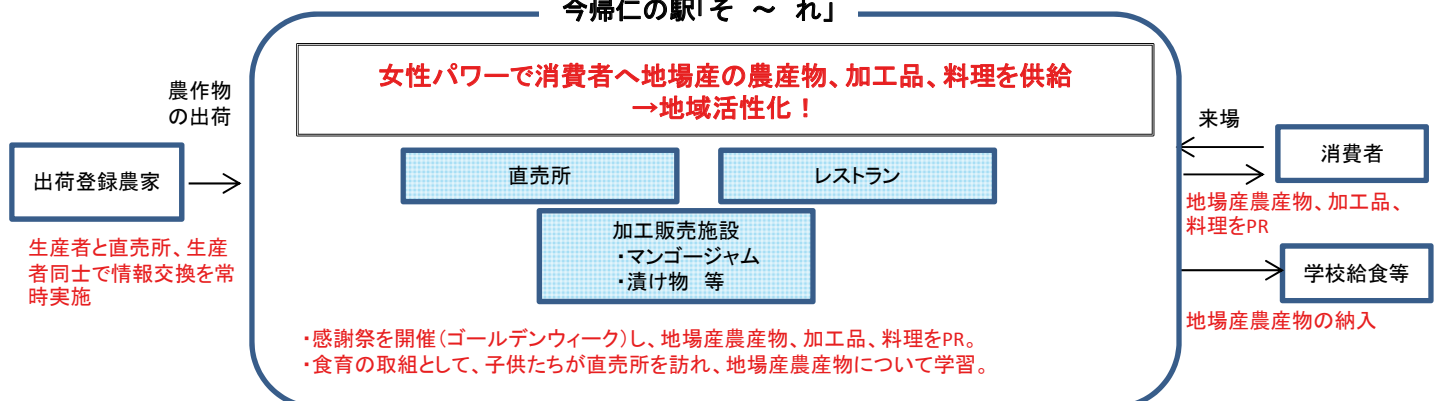 今帰仁の駅「そ ～ れ」
女性パワーで消費者へ地場産の農産物、加工品、料理を供給
→地域活性化！
農作物
の出荷
出荷登録農家
生産者と直売所、生産
者同士で情報交換を常
時実施
直売所
レストラン
加工販売施設
・マンゴージャム
・漬け物 等
・感謝祭を開催（ゴールデンウィーク）し、地場産農産物、加工品、料理をPR。
・食育の取組として、子供たちが直売所を訪れ、地場産農産物について学習。
来場
消費者
地場産農産物、加工品、
料理をPR
学校給食等
地場産農産物の納入